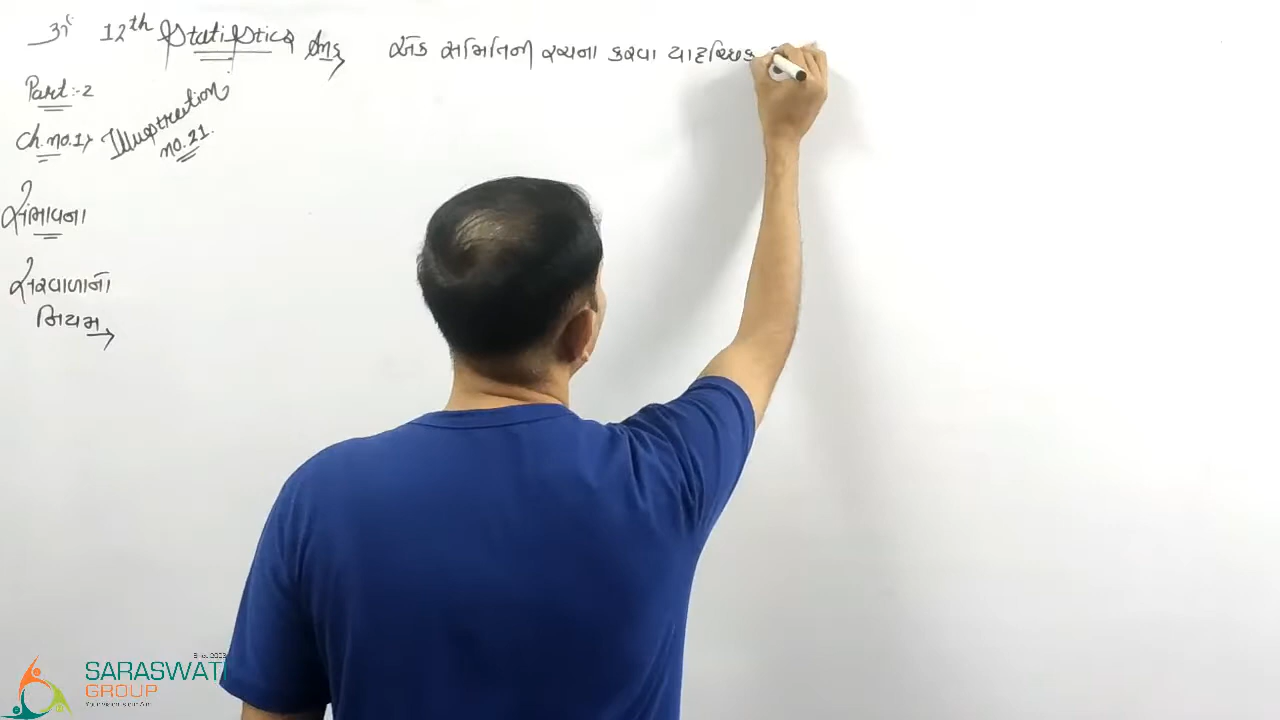 ૐ 12th Statistics
Part:-2
Ch. no.1) Illustration
no. 21.
સંભાવના
સરવાળાનો
નિયમ →
એક સમિતિની રચના કરવા યાદચ્છિક
SARASWATI
GROUP